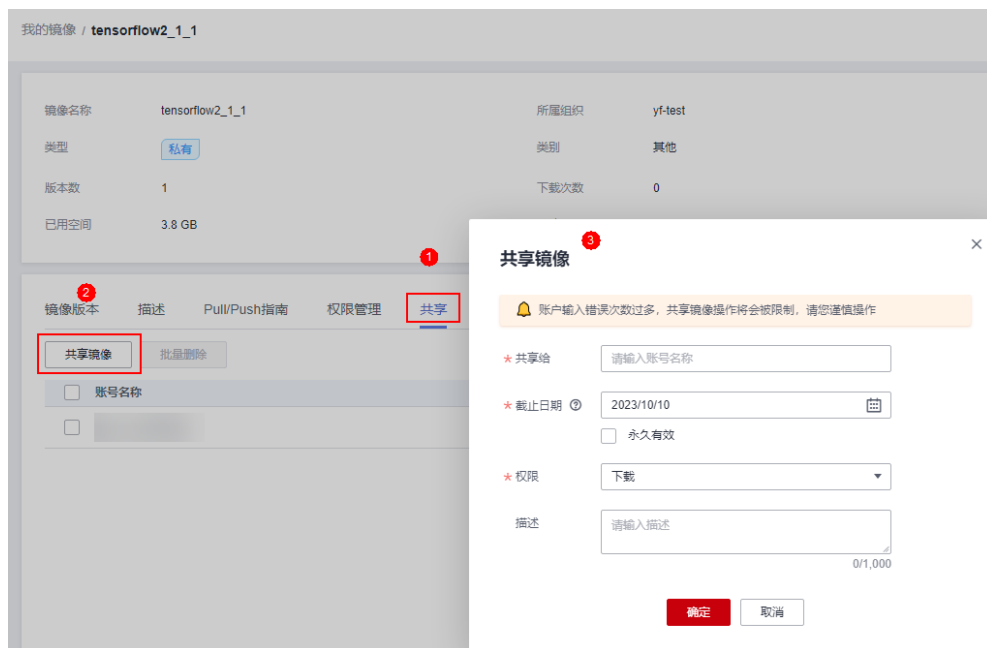 我的镜像 / tensorflow2_1_1
镜像名称 tensorflow2_1_1 所属组织 yf-test
类型 私有 类别 其他
版本数 1 下载次数 0
已用空间 3.8 GB
1
2
镜像版本 描述 Pull/Push指南 权限管理 共享
共享镜像 批量删除
账号名称
3
共享镜像
账户输入错误次数过多，共享镜像操作将会被限制，请您谨慎操作
* 共享给 请输入账号名称
* 截止日期 2023/10/10
永久有效
* 权限 下载
描述 请输入描述
0/1,000
确定 取消